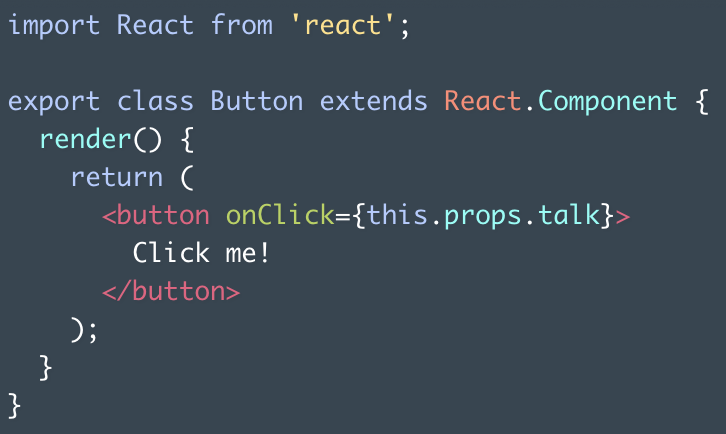 import React from 'react';

export class Button extends React.Component {
  render() {
    return (
      <button onClick={this.props.talk}>
        Click me!
      </button>
    );
  }
}